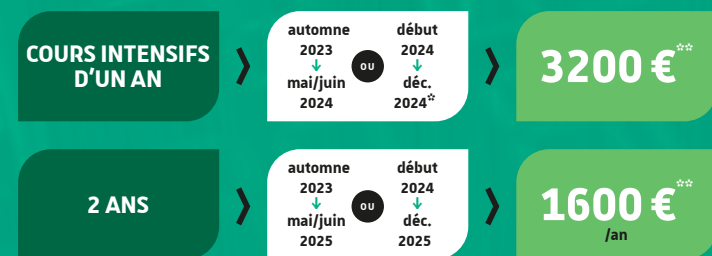 COURS INTENSIFS
D'UN AN
automne
2023
↓
mai/juin
2024
OU
début
2024
↓
déc.
2024*
3200 €**
2 ANS
automne
2023
↓
mai/juin
2025
OU
début
2024
↓
déc.
2025
1600 €**
/an